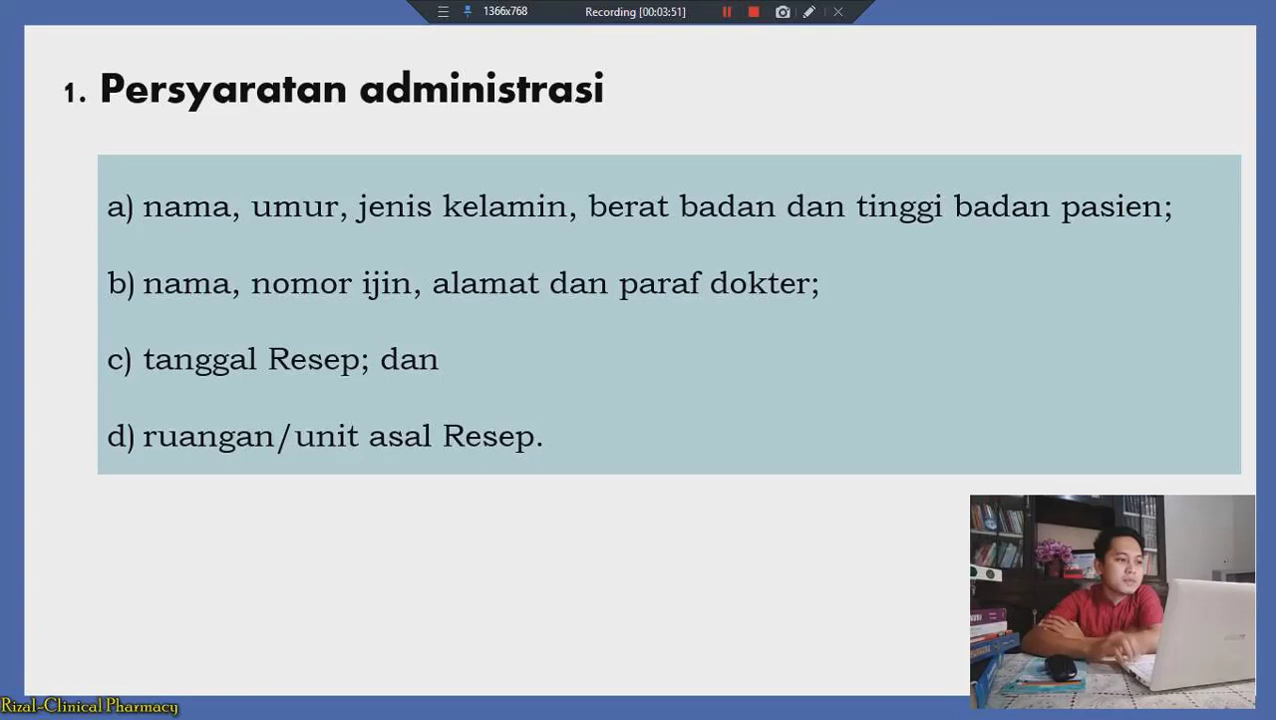 1366x768
Recording [00:03:51]
1. Persyaratan administrasi
a) nama, umur, jenis kelamin, berat badan dan tinggi badan pasien;
b) nama, nomor ijin, alamat dan paraf dokter;
c) tanggal Resep; dan
d) ruangan/unit asal Resep.
Rizal-Clinical Pharmacy